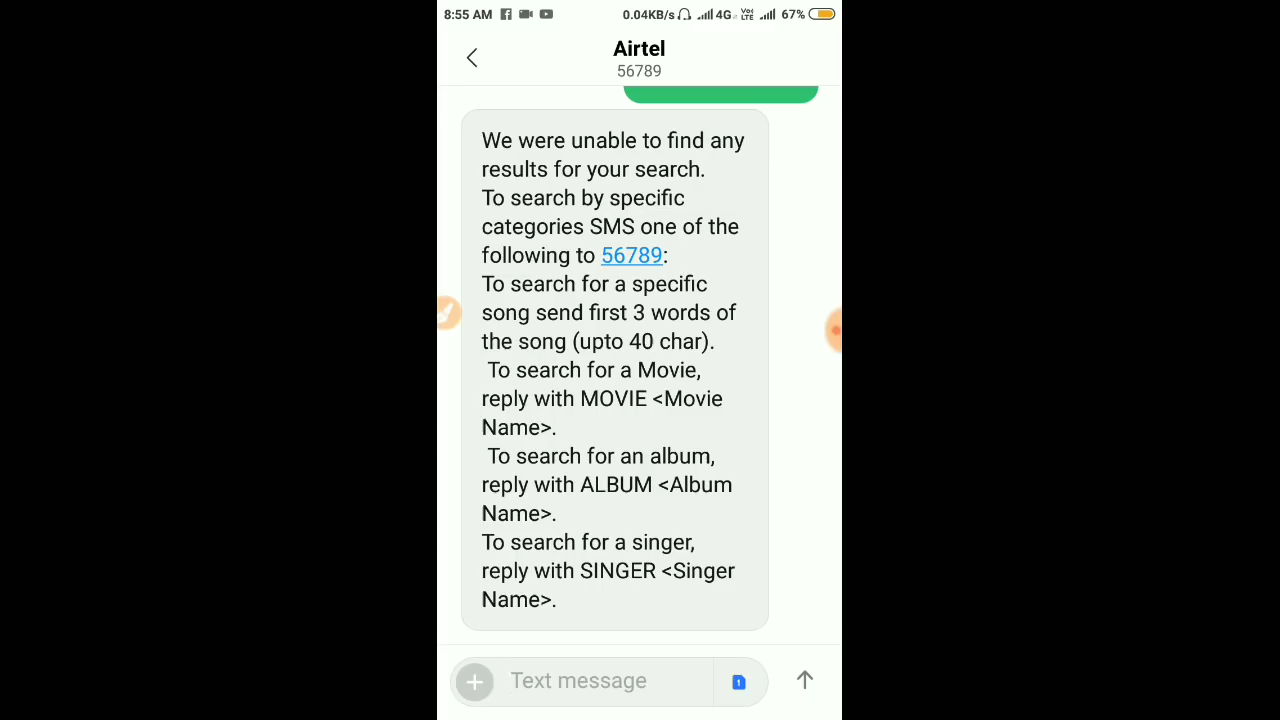 8:55 AM 0.04KB/s 4G Vo) LTE 67%
Airtel
56789
We were unable to find any
results for your search.
To search by specific
categories SMS one of the
following to 56789:
To search for a specific
song send first 3 words of
the song (upto 40 char).
To search for a Movie,
reply with MOVIE <Movie
Name>.
To search for an album,
reply with ALBUM <Album
Name>.
To search for a singer,
reply with SINGER <Singer
Name>.
Text message 1